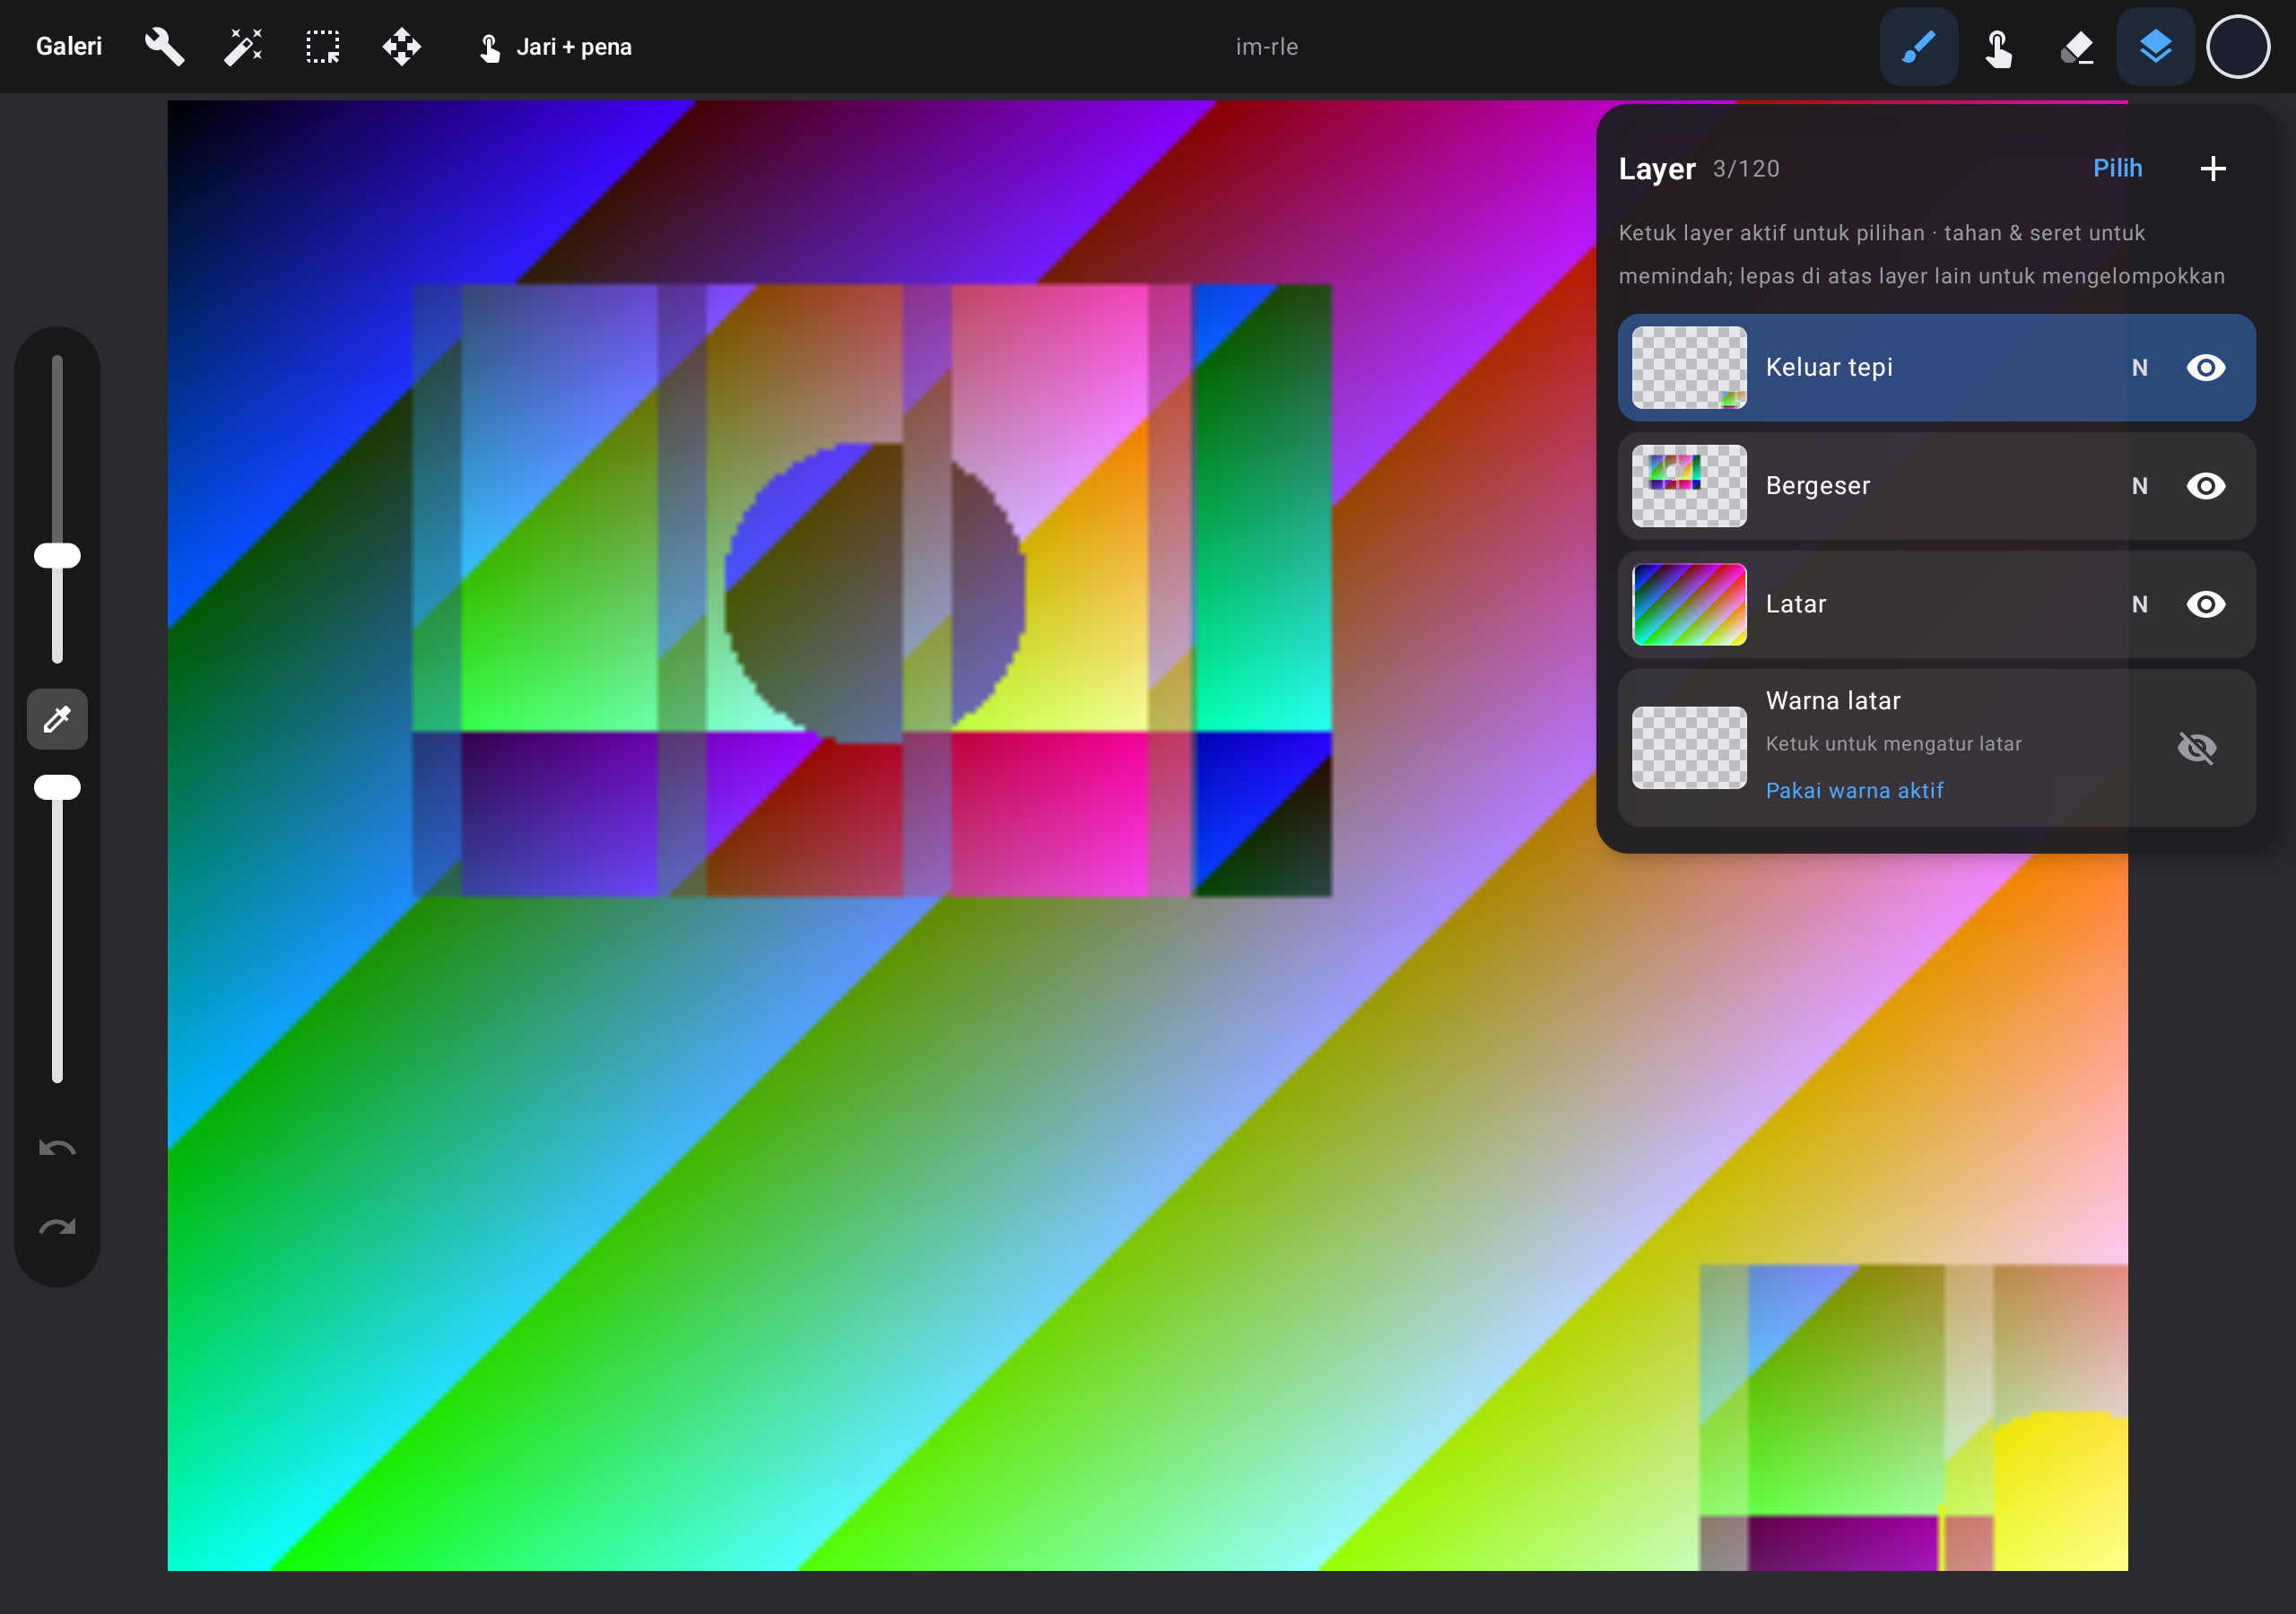 Galeri
Jari + pena
im-rle
Layer 3/120
Pilih
Ketuk layer aktif untuk pilihan · tahan & seret untuk
memindah; lepas di atas layer lain untuk mengelompokkan
Keluar tepi N
Bergeser N
Latar N
Warna latar
Ketuk untuk mengatur latar
Pakai warna aktif